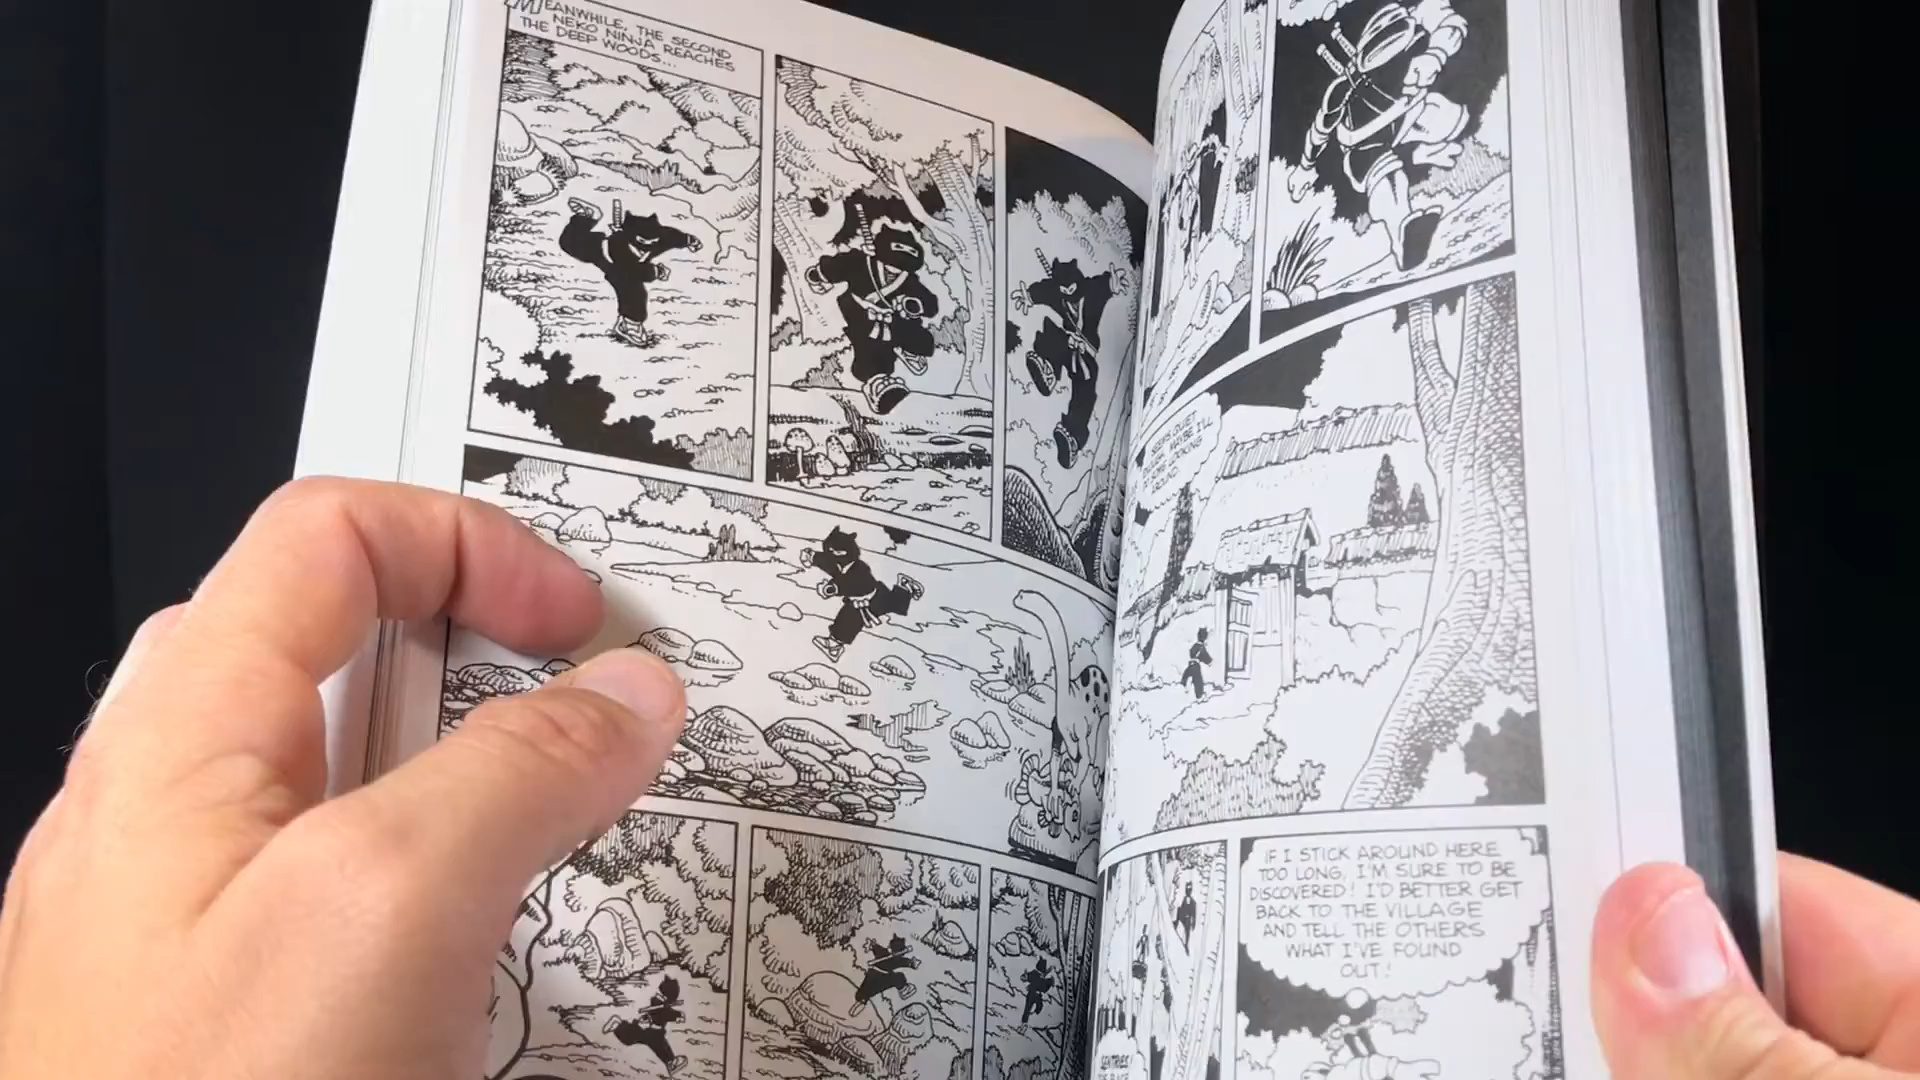 MEANWHILE, THE SECOND
NEKO NINJA REACHES
THE DEEP WOODS...
IF I STICK AROUND HERE
TOO LONG, I'M SURE TO BE
DISCOVERED! I'D BETTER GET
BACK TO THE VILLAGE
AND TELL THE OTHERS
WHAT I'VE FOUND
OUT!